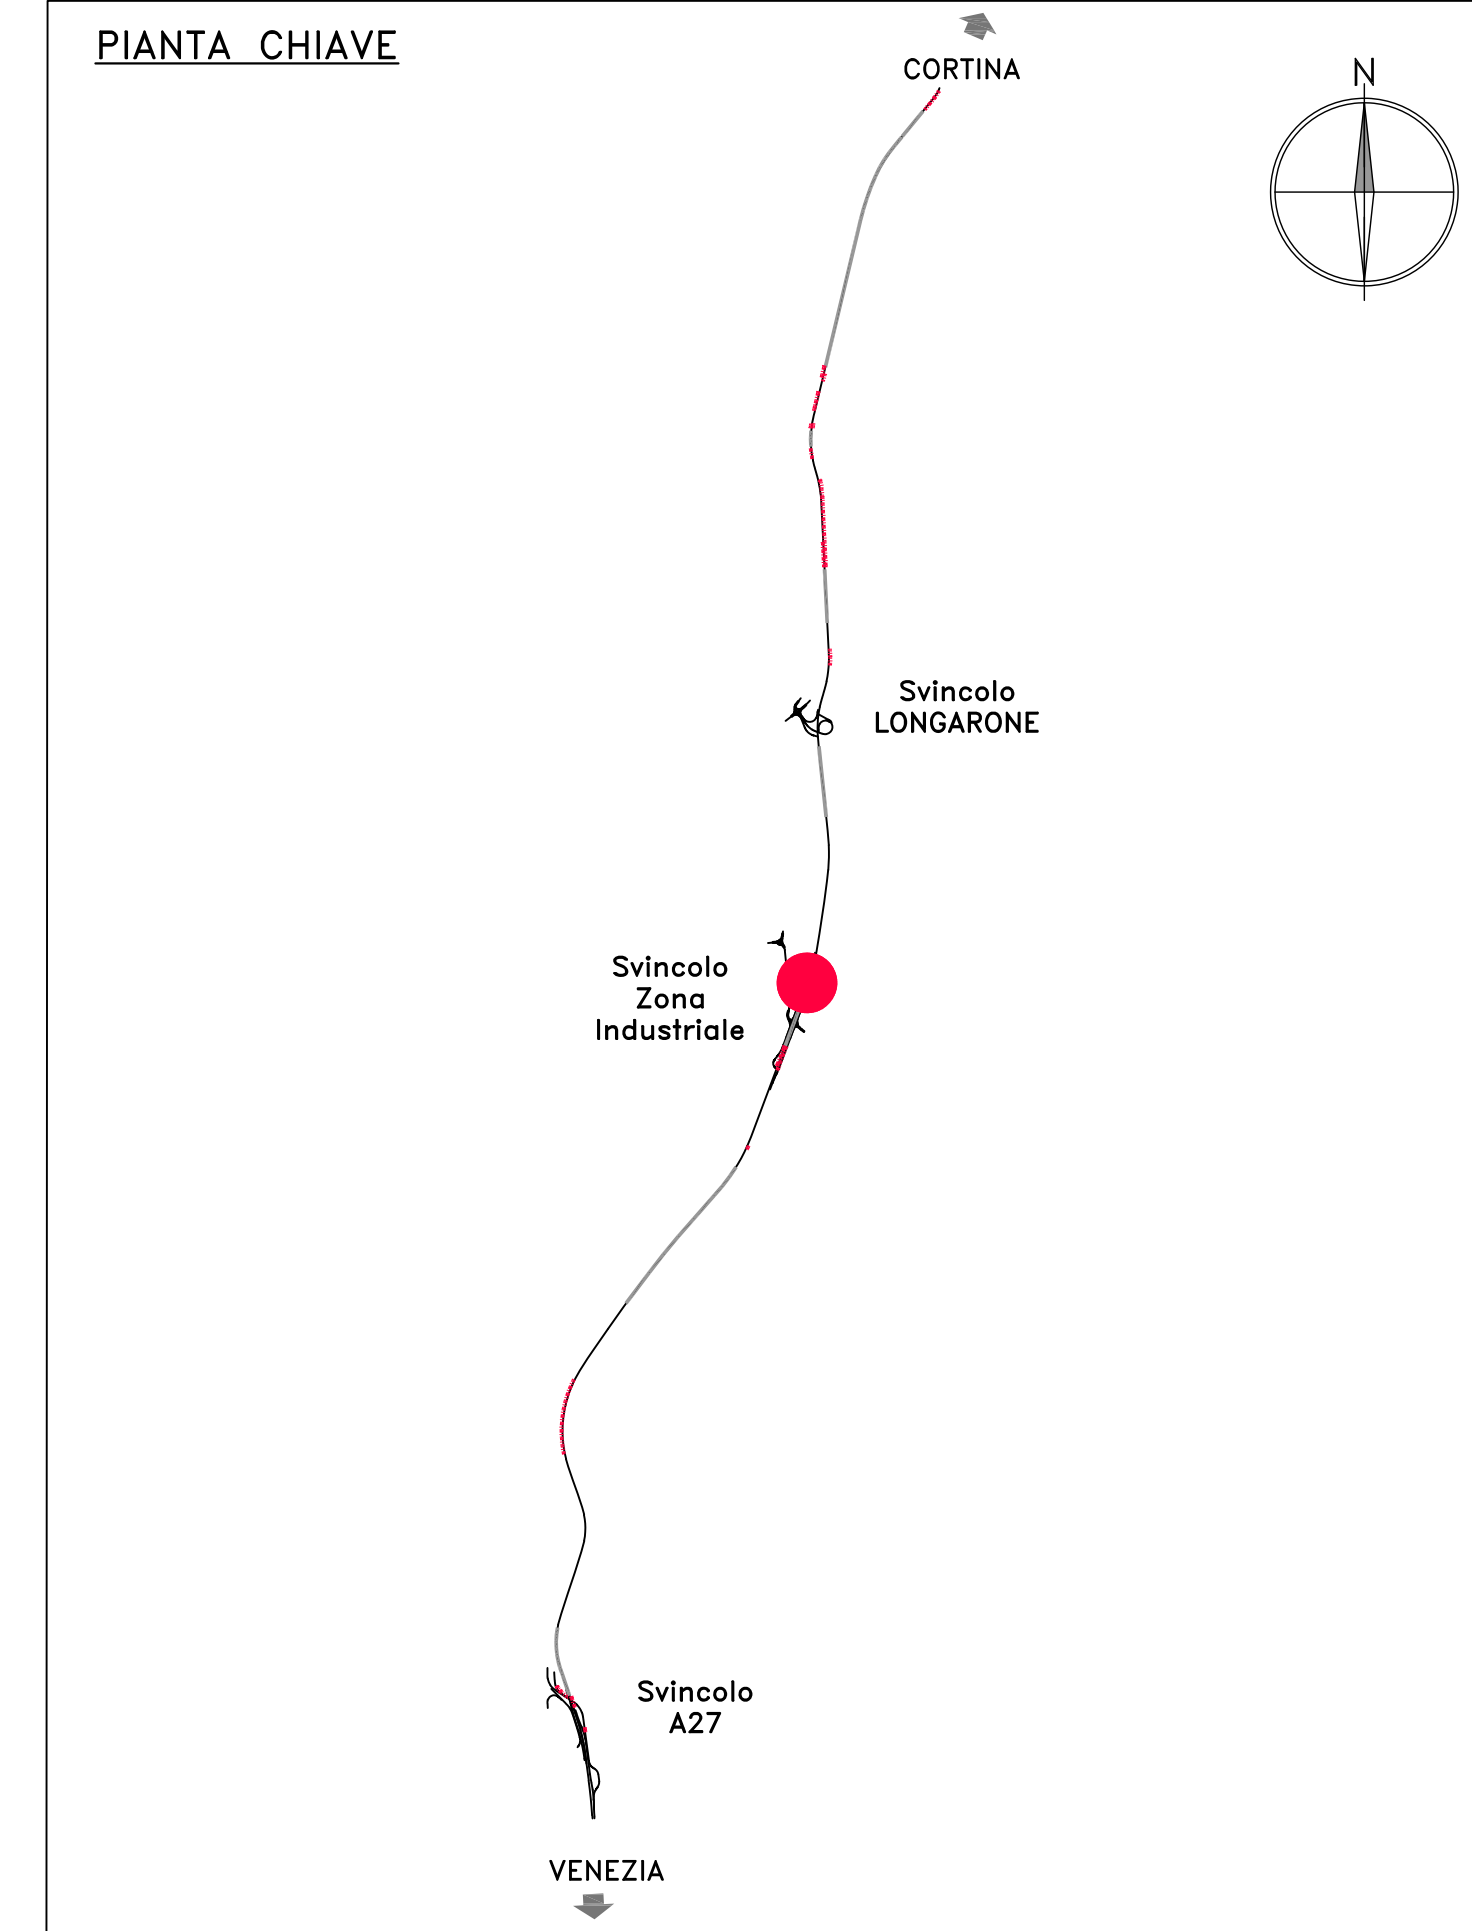 PIANTA CHIAVE
CORTINA
N
Svincolo
LONGARONE
Svincolo
Zona
Industriale
Svincolo
A27
VENEZIA